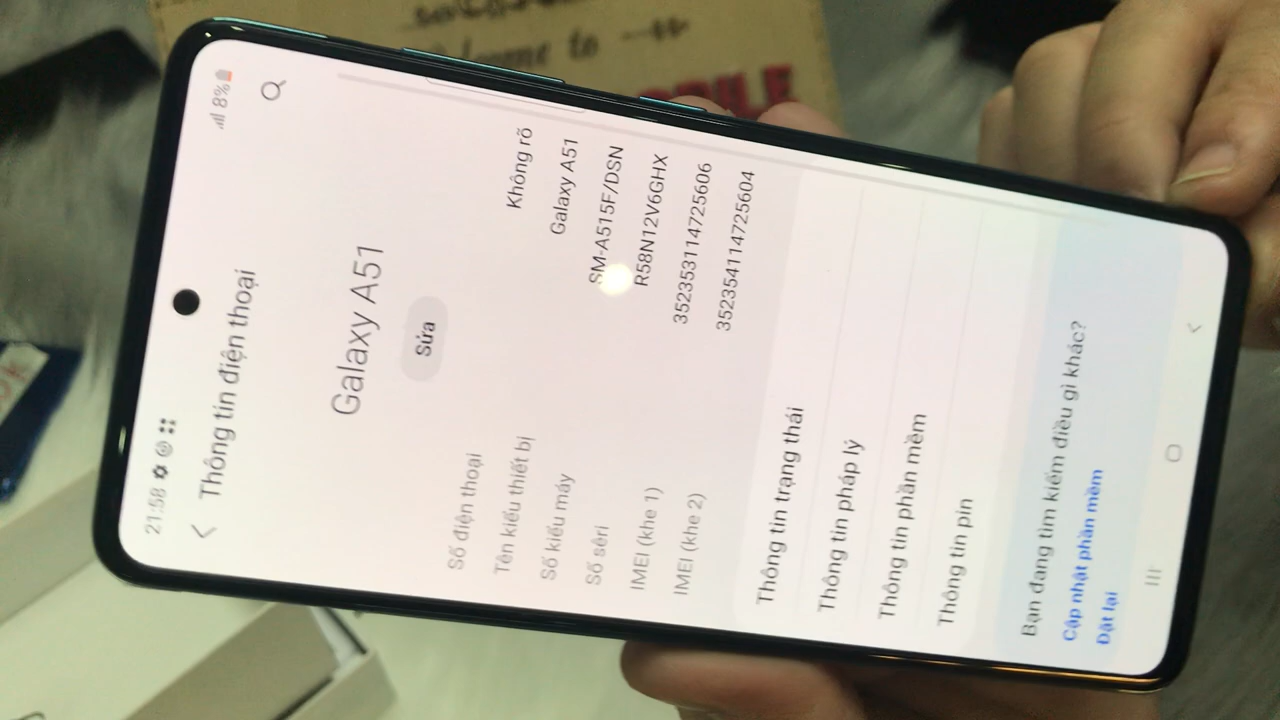 21:58
8%
Thông tin điện thoại
Galaxy A51
Sửa
Số điện thoại Không rõ
Tên kiểu thiết bị Galaxy A51
Số kiểu máy SM-A515F/DSN
Số sêri R58N12V6GHX
IMEI (khe 1) 352353114725606
IMEI (khe 2) 352354114725604
Thông tin trạng thái
Thông tin pháp lý
Thông tin phần mềm
Thông tin pin
Bạn đang tìm kiếm điều gì khác?
Cập nhật phần mềm
Đặt lại
to